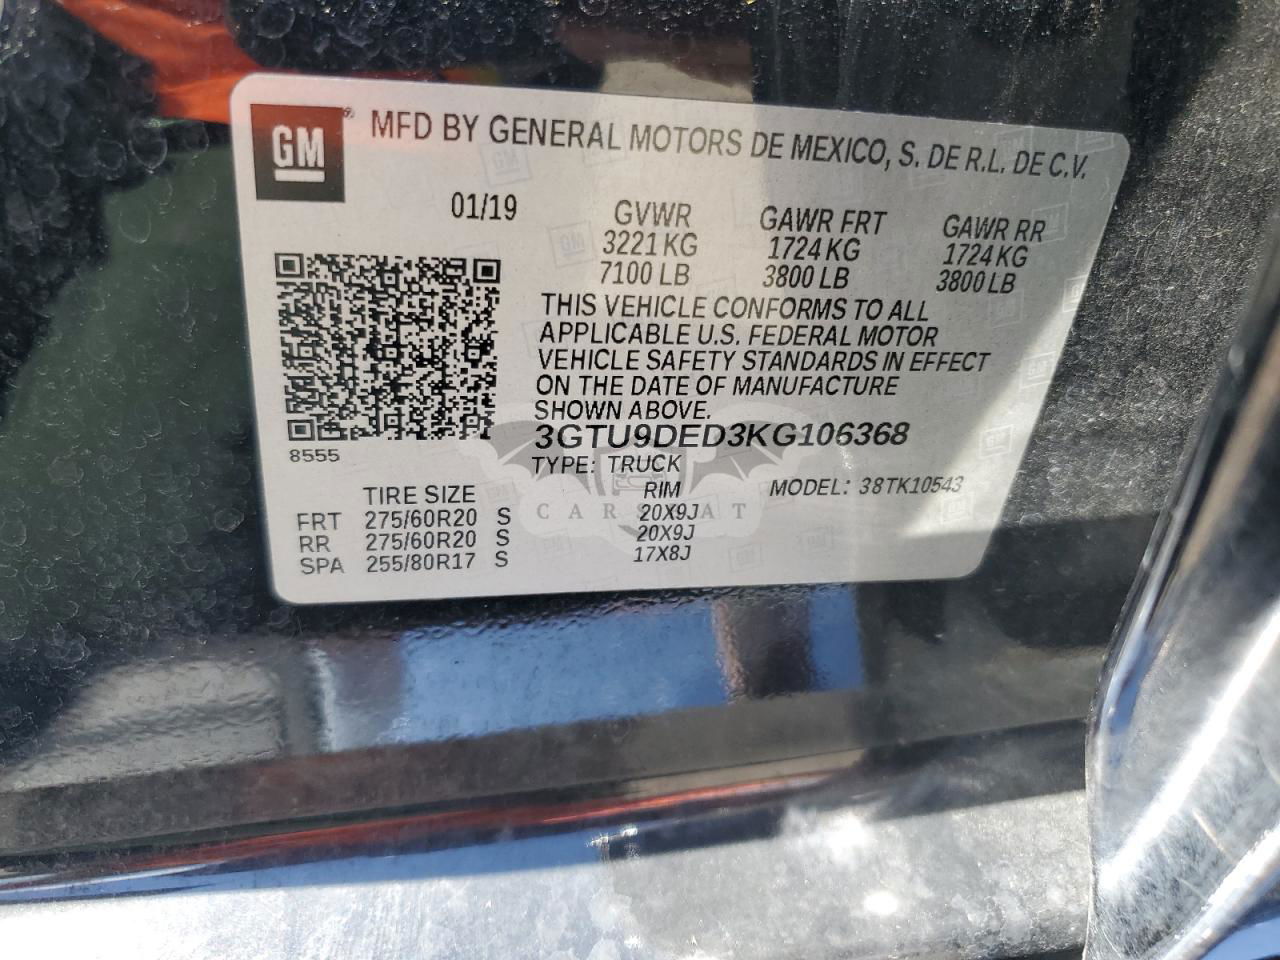 GM
MFD BY GENERAL MOTORS DE MEXICO, S. DE R.L. DE C.V.
01/19
GVWR GAWR FRT GAWR RR
3221 KG 1724 KG 1724 KG
7100 LB 3800 LB 3800 LB
THIS VEHICLE CONFORMS TO ALL
APPLICABLE U.S. FEDERAL MOTOR
VEHICLE SAFETY STANDARDS IN EFFECT
ON THE DATE OF MANUFACTURE
SHOWN ABOVE.
3GTU9DED3KG106368
8555
TYPE: TRUCK
MODEL: 38TK10543
TIRE SIZE RIM
FRT 275/60R20 S 20X9J
RR 275/60R20 S 20X9J
SPA 255/80R17 S 17X8J